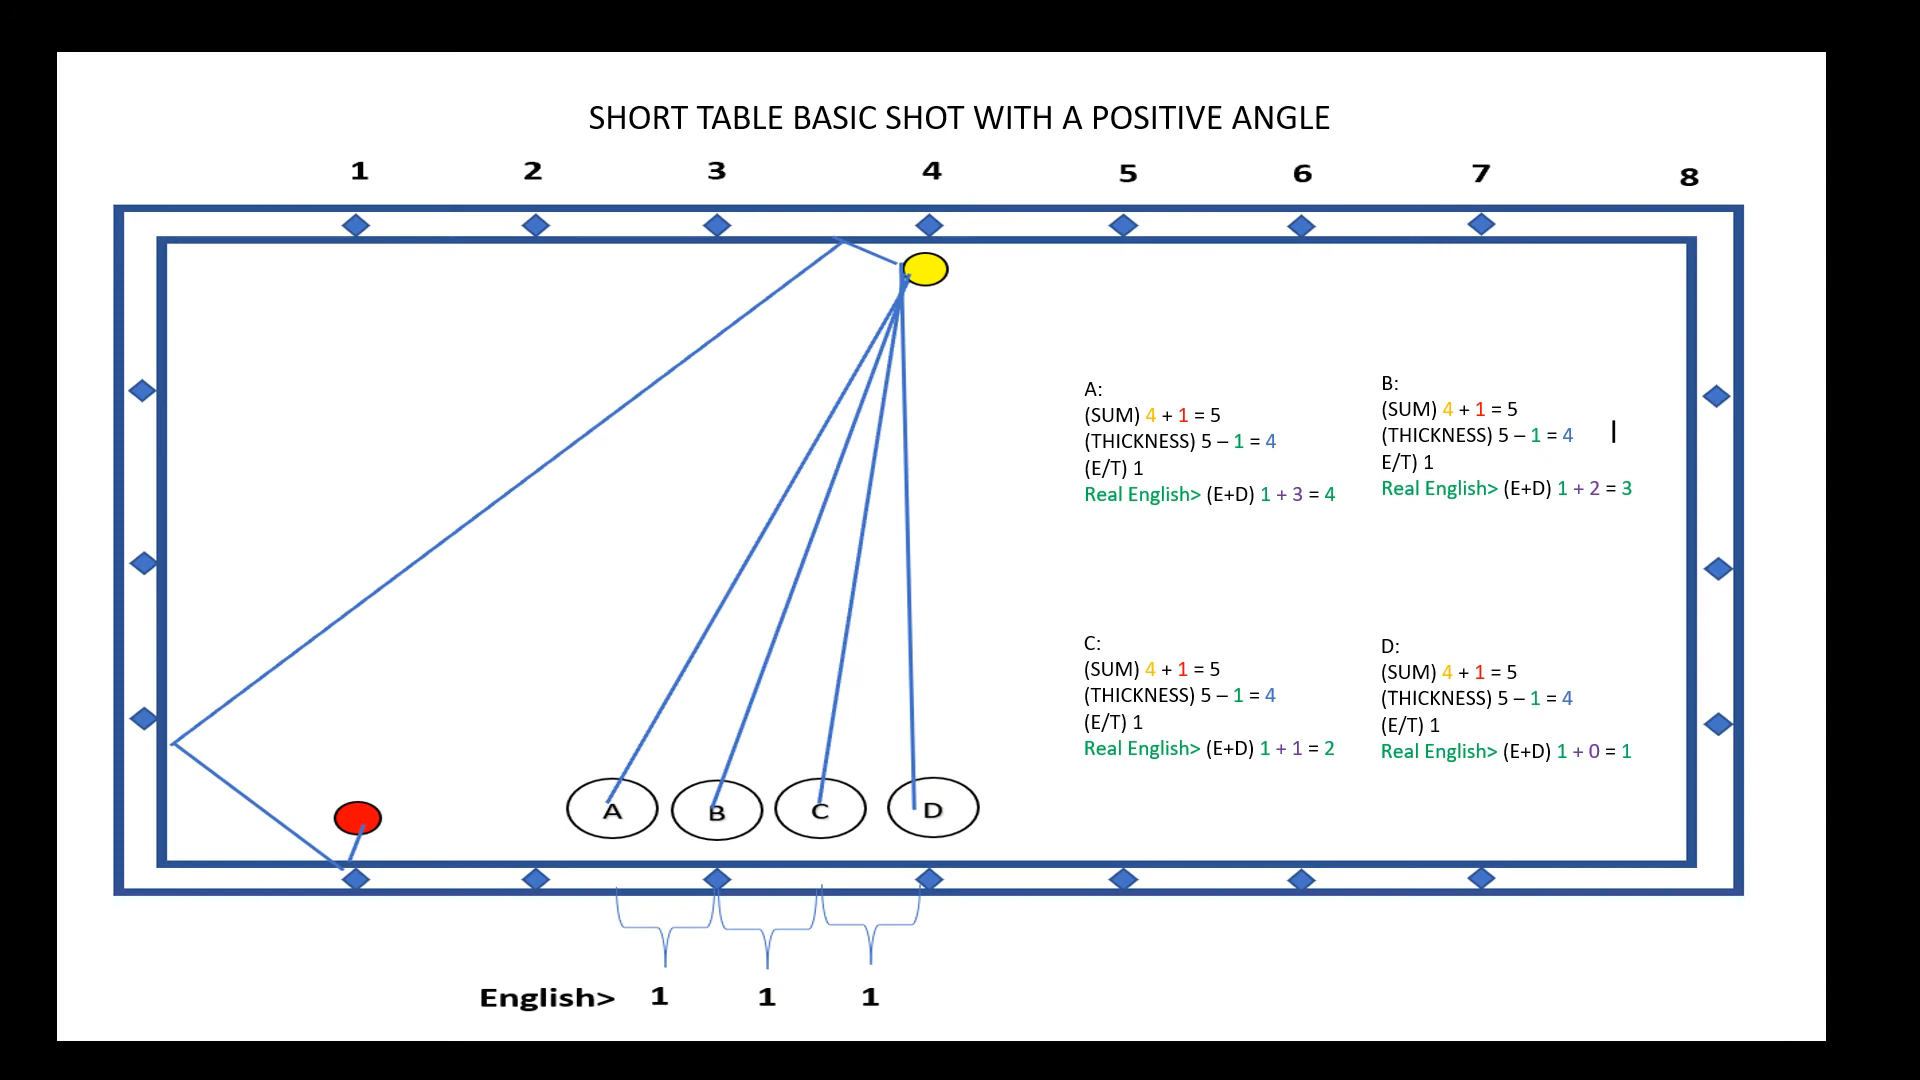 SHORT TABLE BASIC SHOT WITH A POSITIVE ANGLE
1 2 3 4 5 6 7 8
A:
(SUM) 4 + 1 = 5
(THICKNESS) 5 – 1 = 4
(E/T) 1
Real English> (E+D) 1 + 3 = 4
B:
(SUM) 4 + 1 = 5
(THICKNESS) 5 – 1 = 4
E/T) 1
Real English> (E+D) 1 + 2 = 3
C:
(SUM) 4 + 1 = 5
(THICKNESS) 5 – 1 = 4
(E/T) 1
Real English> (E+D) 1 + 1 = 2
D:
(SUM) 4 + 1 = 5
(THICKNESS) 5 – 1 = 4
(E/T) 1
Real English> (E+D) 1 + 0 = 1
A B C D
English> 1 1 1